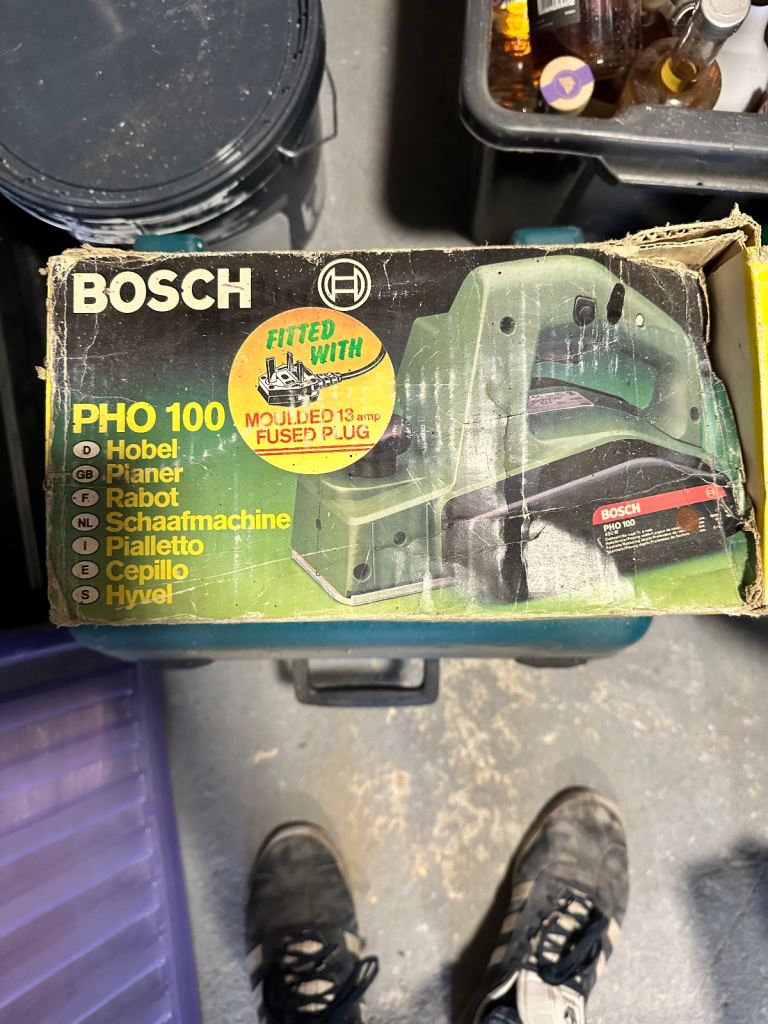 BOSCH
FITTED
WITH
MOULDED 13 amp
FUSED PLUG
PHO 100
D Hobel
GB Planer
F Rabot
NL Schaafmachine
I Pialletto
E Cepillo
S Hyvel
BOSCH
PHO 100